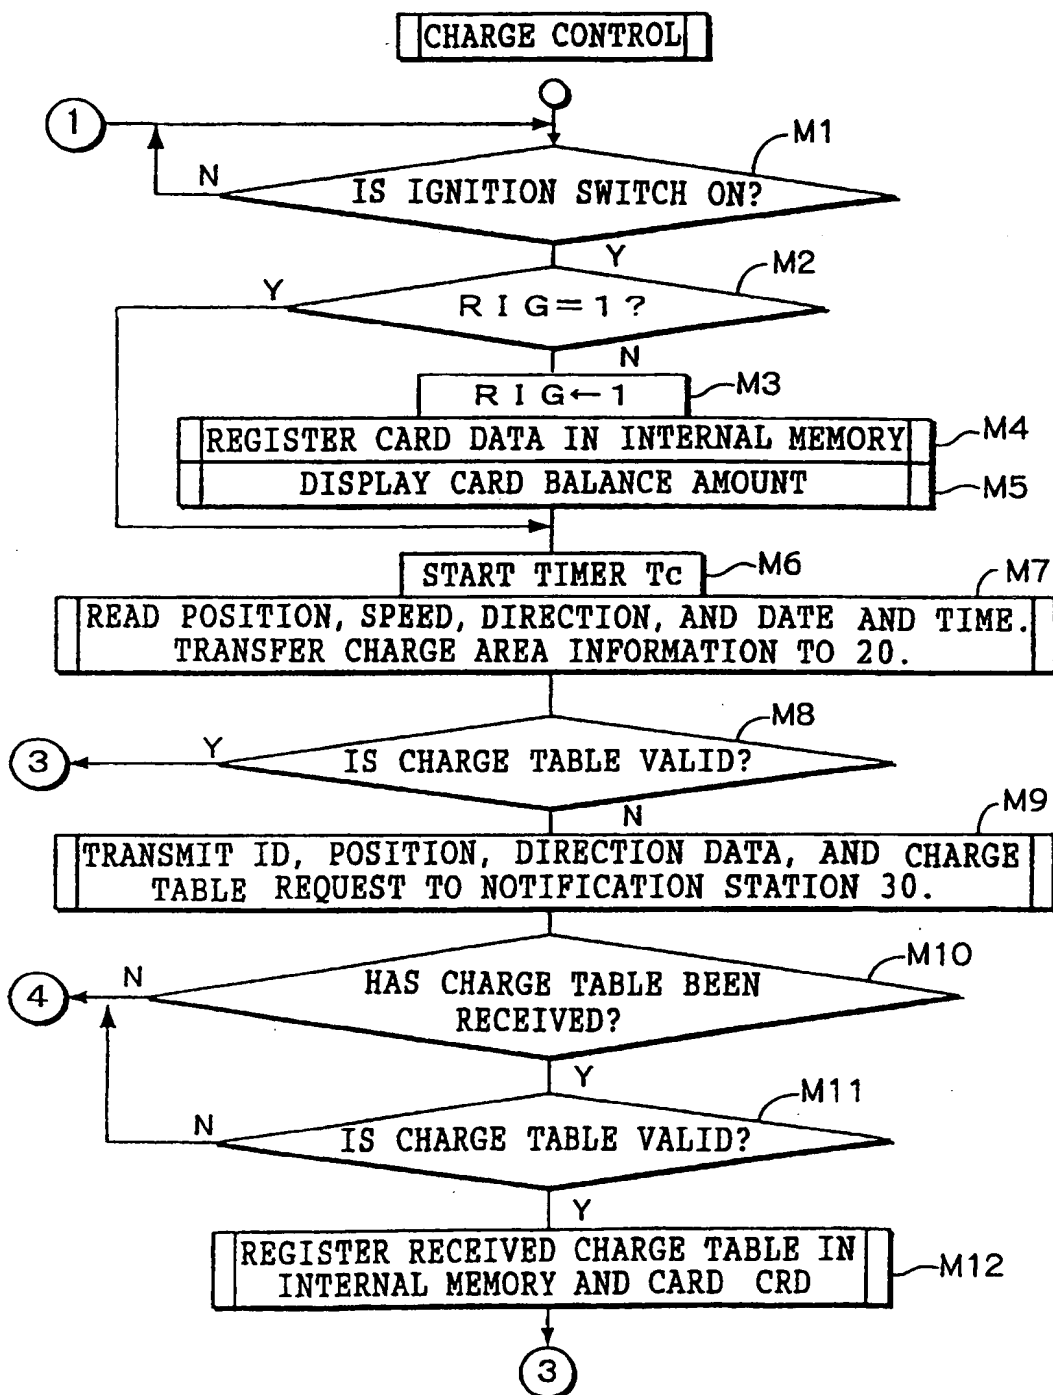 CHARGE CONTROL
1
M1
N
IS IGNITION SWITCH ON?
Y
M2
Y
RIG=1?
N
M3
RIG←1
REGISTER CARD DATA IN INTERNAL MEMORY
M4
DISPLAY CARD BALANCE AMOUNT
M5
START TIMER Tc
M6
M7
READ POSITION, SPEED, DIRECTION, AND DATE AND TIME.
TRANSFER CHARGE AREA INFORMATION TO 20.
M8
3
Y
IS CHARGE TABLE VALID?
N
M9
TRANSMIT ID, POSITION, DIRECTION DATA, AND CHARGE
TABLE REQUEST TO NOTIFICATION STATION 30.
M10
4
N
HAS CHARGE TABLE BEEN
RECEIVED?
Y
M11
N
IS CHARGE TABLE VALID?
Y
REGISTER RECEIVED CHARGE TABLE IN
INTERNAL MEMORY AND CARD CRD
M12
3